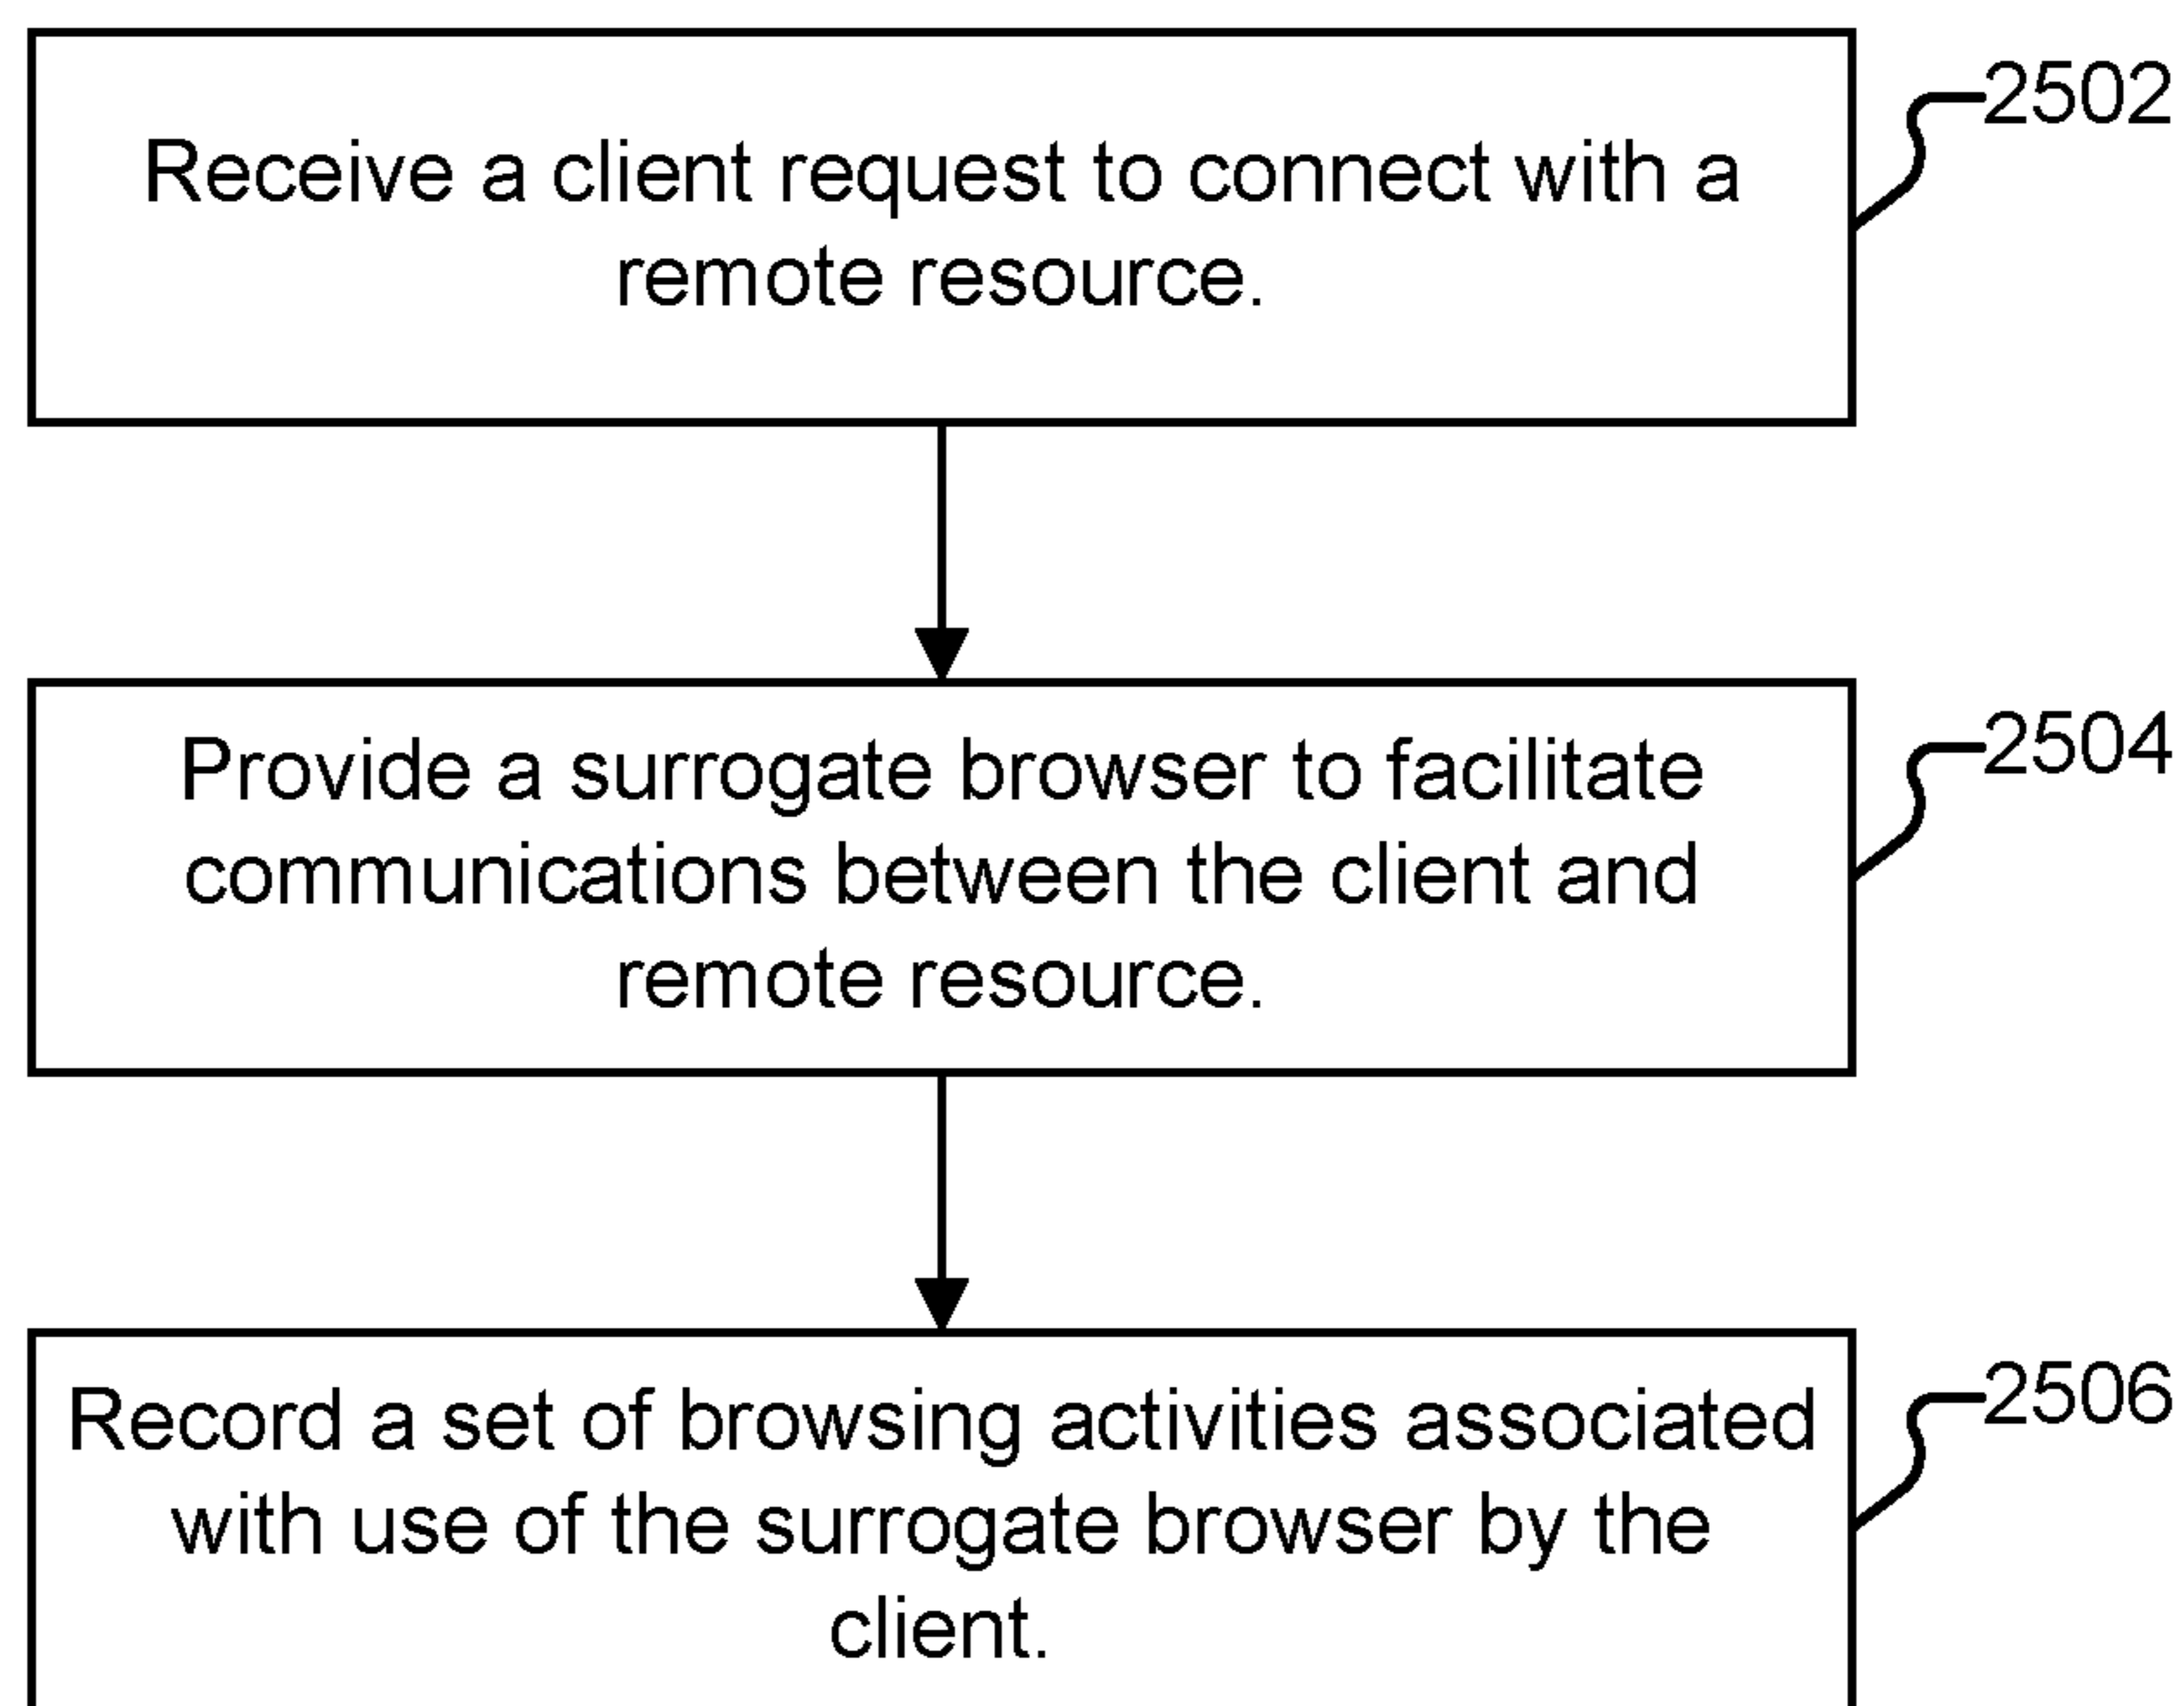 Receive a client request to connect with a
remote resource.
2502
Provide a surrogate browser to facilitate
communications between the client and
remote resource.
2504
Record a set of browsing activities associated
with use of the surrogate browser by the
client.
2506